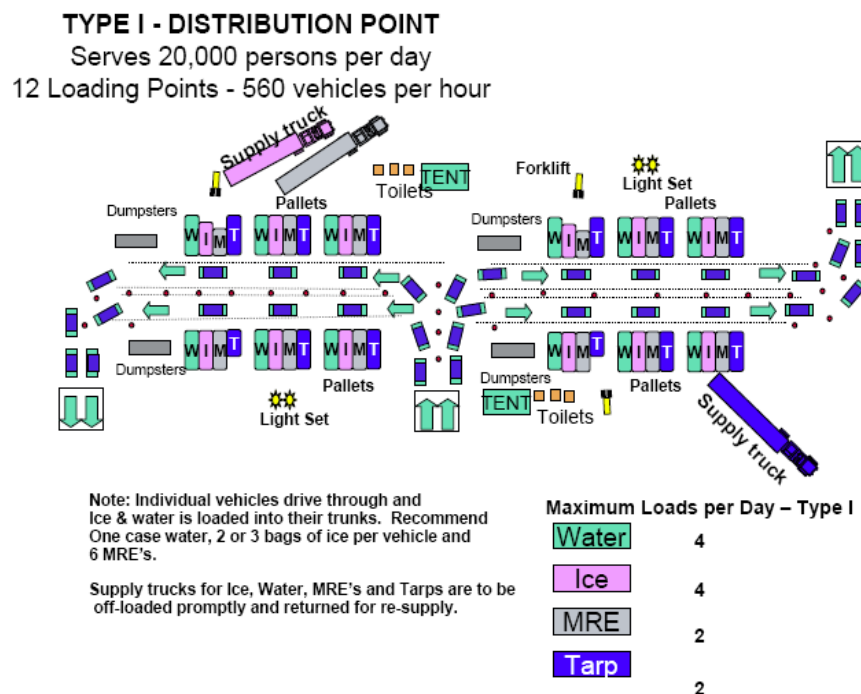 TYPE I - DISTRIBUTION POINT
Serves 20,000 persons per day
12 Loading Points - 560 vehicles per hour
Supply truck
Toilets
TENT
Forklift
Light Set
Pallets
Dumpsters
Pallets
Dumpsters
W I M T
W I M T
W I M T
W I M T
W I M T
W I M T
W I M T
W I M T
W I M T
W I M T
W I M T
W I M T
Dumpsters
Pallets
Light Set
Dumpsters
TENT
Toilets
Pallets
Supply truck
Note: Individual vehicles drive through and
Ice & water is loaded into their trunks. Recommend
One case water, 2 or 3 bags of ice per vehicle and
6 MRE's.
Supply trucks for Ice, Water, MRE's and Tarps are to be
off-loaded promptly and returned for re-supply.
Maximum Loads per Day – Type I
Water 4
Ice 4
MRE 2
Tarp 2